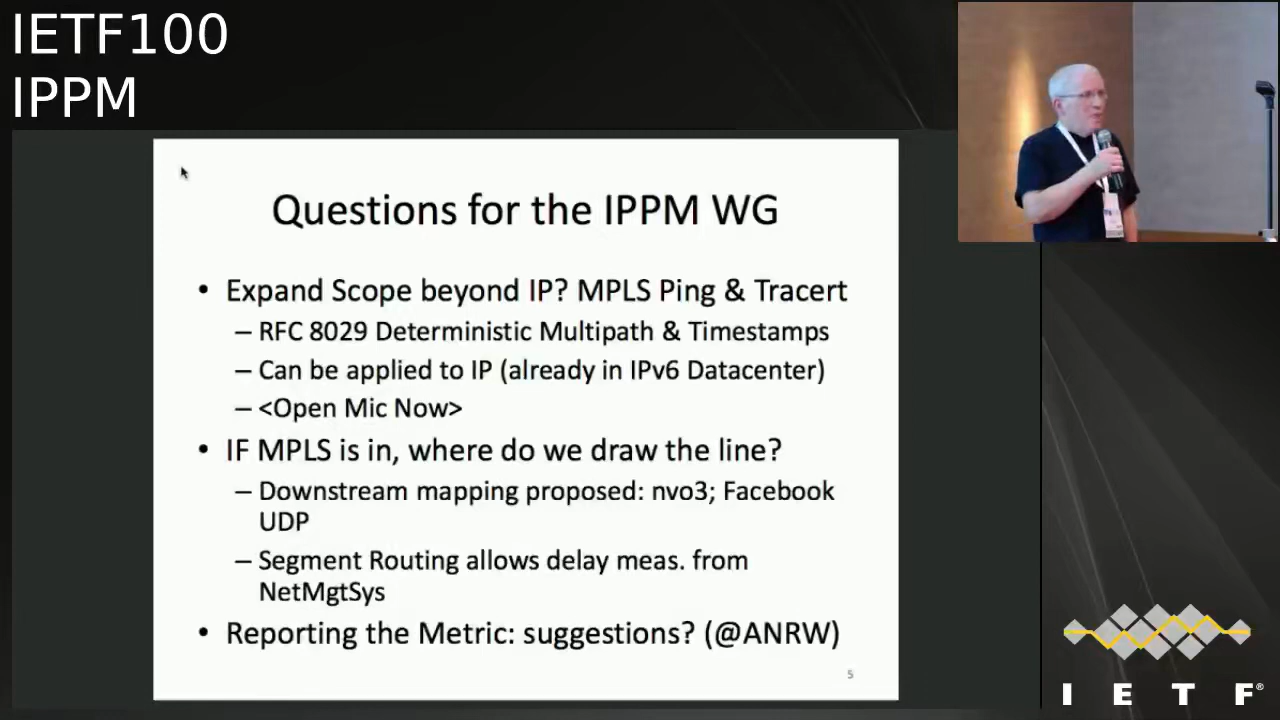 IETF100
IPPM
Questions for the IPPM WG
• Expand Scope beyond IP? MPLS Ping & Tracert
– RFC 8029 Deterministic Multipath & Timestamps
– Can be applied to IP (already in IPv6 Datacenter)
– <Open Mic Now>
• IF MPLS is in, where do we draw the line?
– Downstream mapping proposed: nvo3; Facebook
UDP
– Segment Routing allows delay meas. from
NetMgtSys
• Reporting the Metric: suggestions? (@ANRW)
5
I E T F®